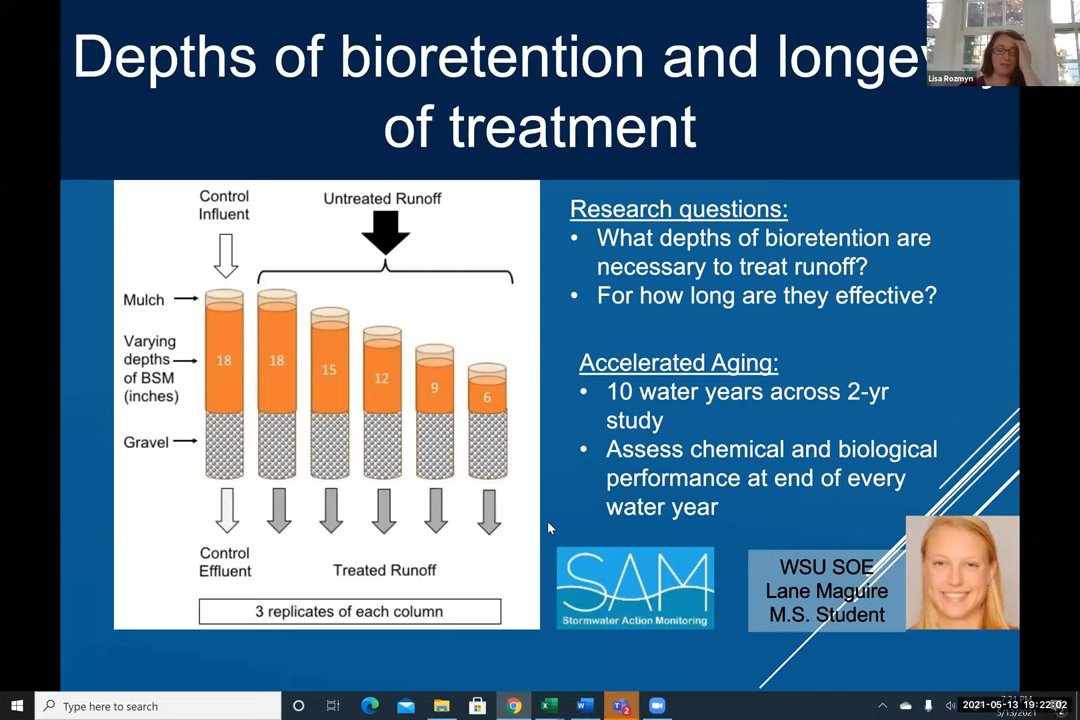 Depths of bioretention and longe
of treatment
Lisa Rozmyn
Control
Influent
Untreated Runoff
Mulch
Varying
depths
of BSM
(inches)
Gravel
18
18
15
12
9
6
Control
Effluent
Treated Runoff
3 replicates of each column
Research questions:
• What depths of bioretention are
necessary to treat runoff?
• For how long are they effective?
Accelerated Aging:
• 10 water years across 2-yr
study
• Assess chemical and biological
performance at end of every
water year
SAM
Stormwater Action Monitoring
WSU SOE
Lane Maguire
M.S. Student
Type here to search
2021-05-13 19:22:02